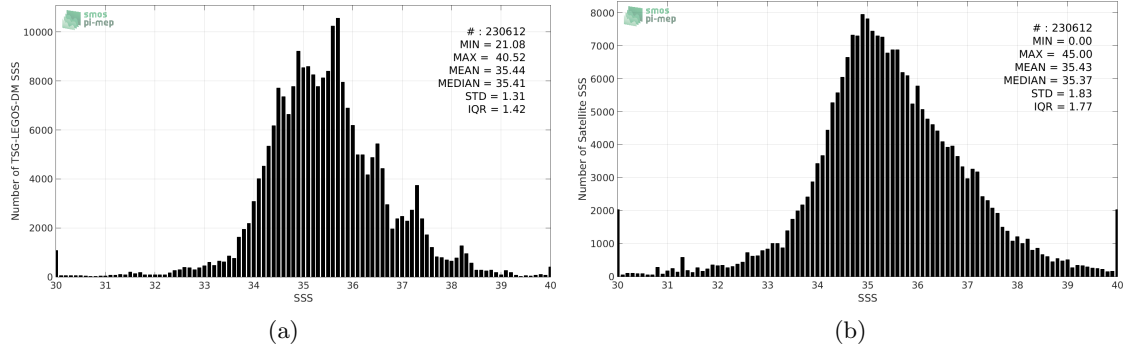 smos
pi-mep
# : 230612
MIN = 21.08
MAX = 40.52
MEAN = 35.44
MEDIAN = 35.41
STD = 1.31
IQR = 1.42
Number of TSG-LEGOS-DM SSS
10000
8000
6000
4000
2000
0
30 31 32 33 34 35 36 37 38 39 40
SSS
(a)
smos
pi-mep
# : 230612
MIN = 0.00
MAX = 45.00
MEAN = 35.43
MEDIAN = 35.37
STD = 1.83
IQR = 1.77
Number of Satellite SSS
8000
7000
6000
5000
4000
3000
2000
1000
0
30 31 32 33 34 35 36 37 38 39 40
SSS
(b)